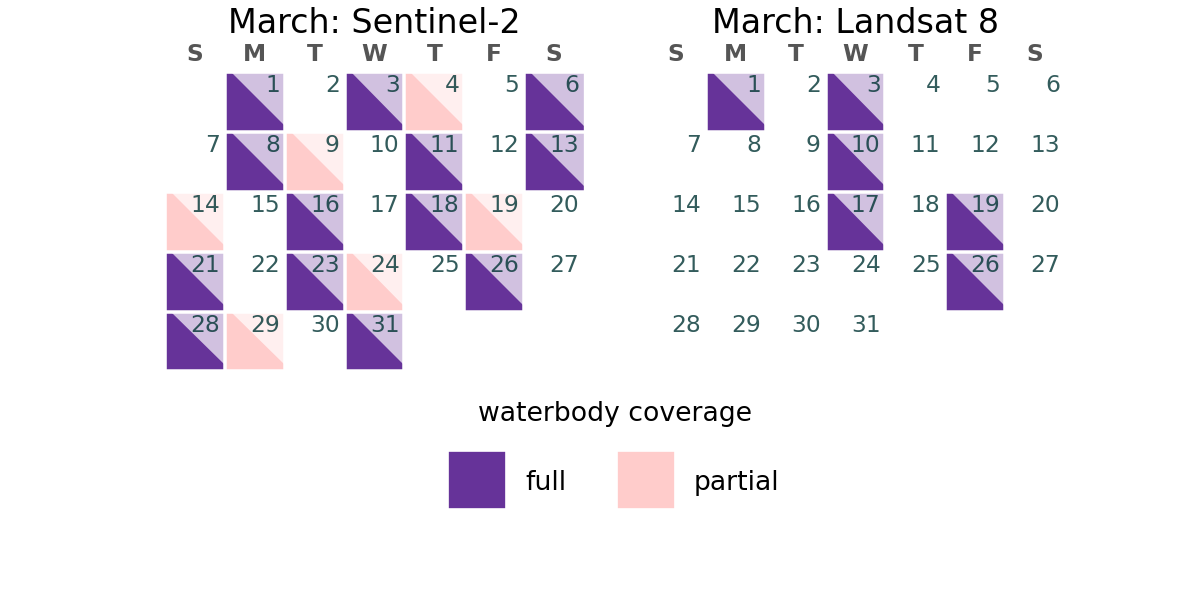 March: Sentinel-2
S M T W T F S
1 2 3 4 5 6
7 8 9 10 11 12 13
14 15 16 17 18 19 20
21 22 23 24 25 26 27
28 29 30 31
March: Landsat 8
S M T W T F S
1 2 3 4 5 6
7 8 9 10 11 12 13
14 15 16 17 18 19 20
21 22 23 24 25 26 27
28 29 30 31
waterbody coverage
full
partial